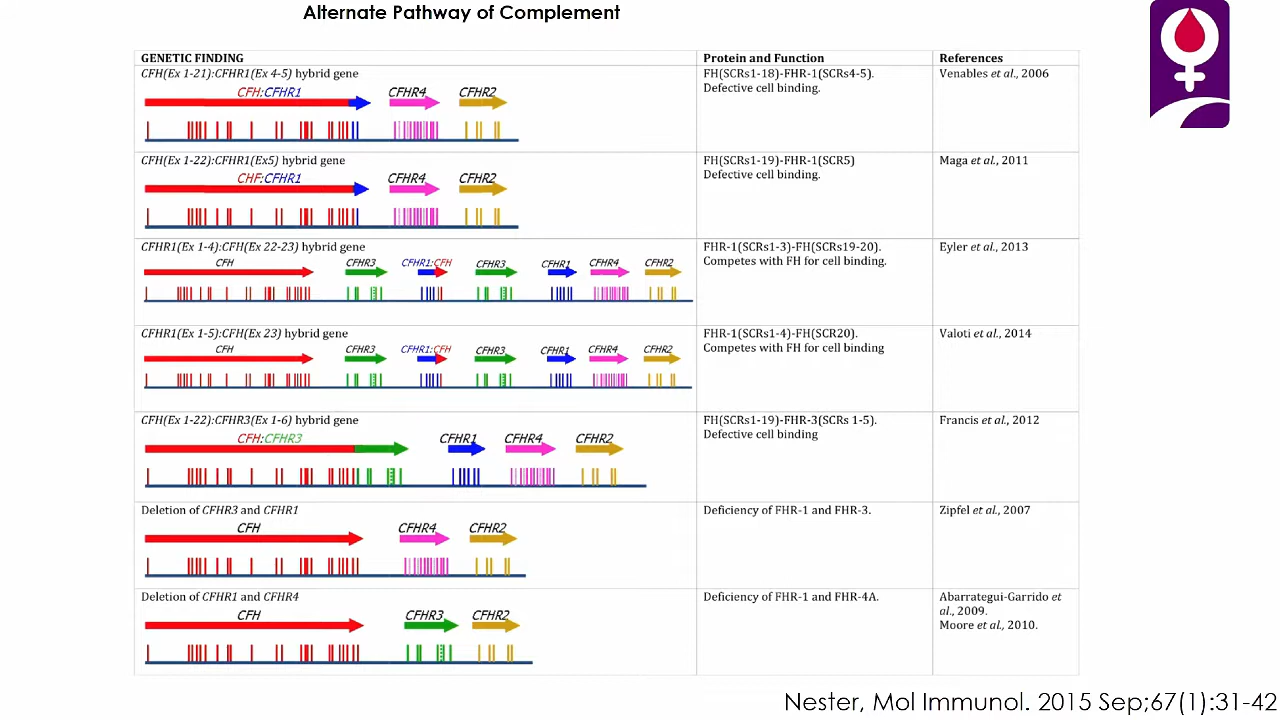 Alternate Pathway of Complement
GENETIC FINDING
Protein and Function
References
CFH(Ex 1-21):CFHR1(Ex 4-5) hybrid gene
CFH:CFHR1
CFHR4
CFHR2
FH(SCRs1-18)-FHR-1(SCRs4-5).
Defective cell binding.
Venables et al., 2006
CFH(Ex 1-22):CFHR1(Ex5) hybrid gene
CHF:CFHR1
CFHR4
CFHR2
FH(SCRs1-19)-FHR-1(SCR5)
Defective cell binding.
Maga et al., 2011
CFHR1(Ex 1-4):CFH(Ex 22-23) hybrid gene
CFH
CFHR3
CFHR1:CFH
CFHR3
CFHR1
CFHR4
CFHR2
FHR-1(SCRs1-3)-FH(SCRs19-20).
Competes with FH for cell binding.
Eyler et al., 2013
CFHR1(Ex 1-5):CFH(Ex 23) hybrid gene
CFH
CFHR3
CFHR1:CFH
CFHR3
CFHR1
CFHR4
CFHR2
FHR-1(SCRs1-4)-FH(SCR20).
Competes with FH for cell binding
Valoti et al., 2014
CFH(Ex 1-22):CFHR3(Ex 1-6) hybrid gene
CFH:CFHR3
CFHR1
CFHR4
CFHR2
FH(SCRs1-19)-FHR-3(SCRs 1-5).
Defective cell binding
Francis et al., 2012
Deletion of CFHR3 and CFHR1
CFH
CFHR4
CFHR2
Deficiency of FHR-1 and FHR-3.
Zipfel et al., 2007
Deletion of CFHR1 and CFHR4
CFH
CFHR3
CFHR2
Deficiency of FHR-1 and FHR-4A.
Abarrategui-Garrido et
al., 2009.
Moore et al., 2010.
Nester, Mol Immunol. 2015 Sep;67(1):31-42